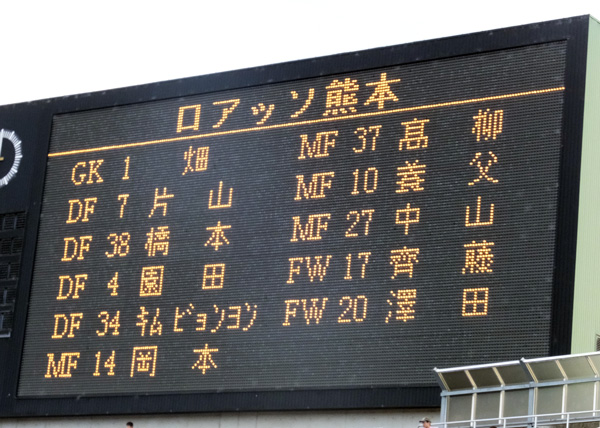 ロアッソ熊本
GK 1 畑
DF 7 片山
DF 38 橋本
DF 4 園田
DF 34 キム ビョンヨン
MF 14 岡本
MF 37 髙柳
MF 10 養父
MF 27 中山
FW 17 齊藤
FW 20 澤田